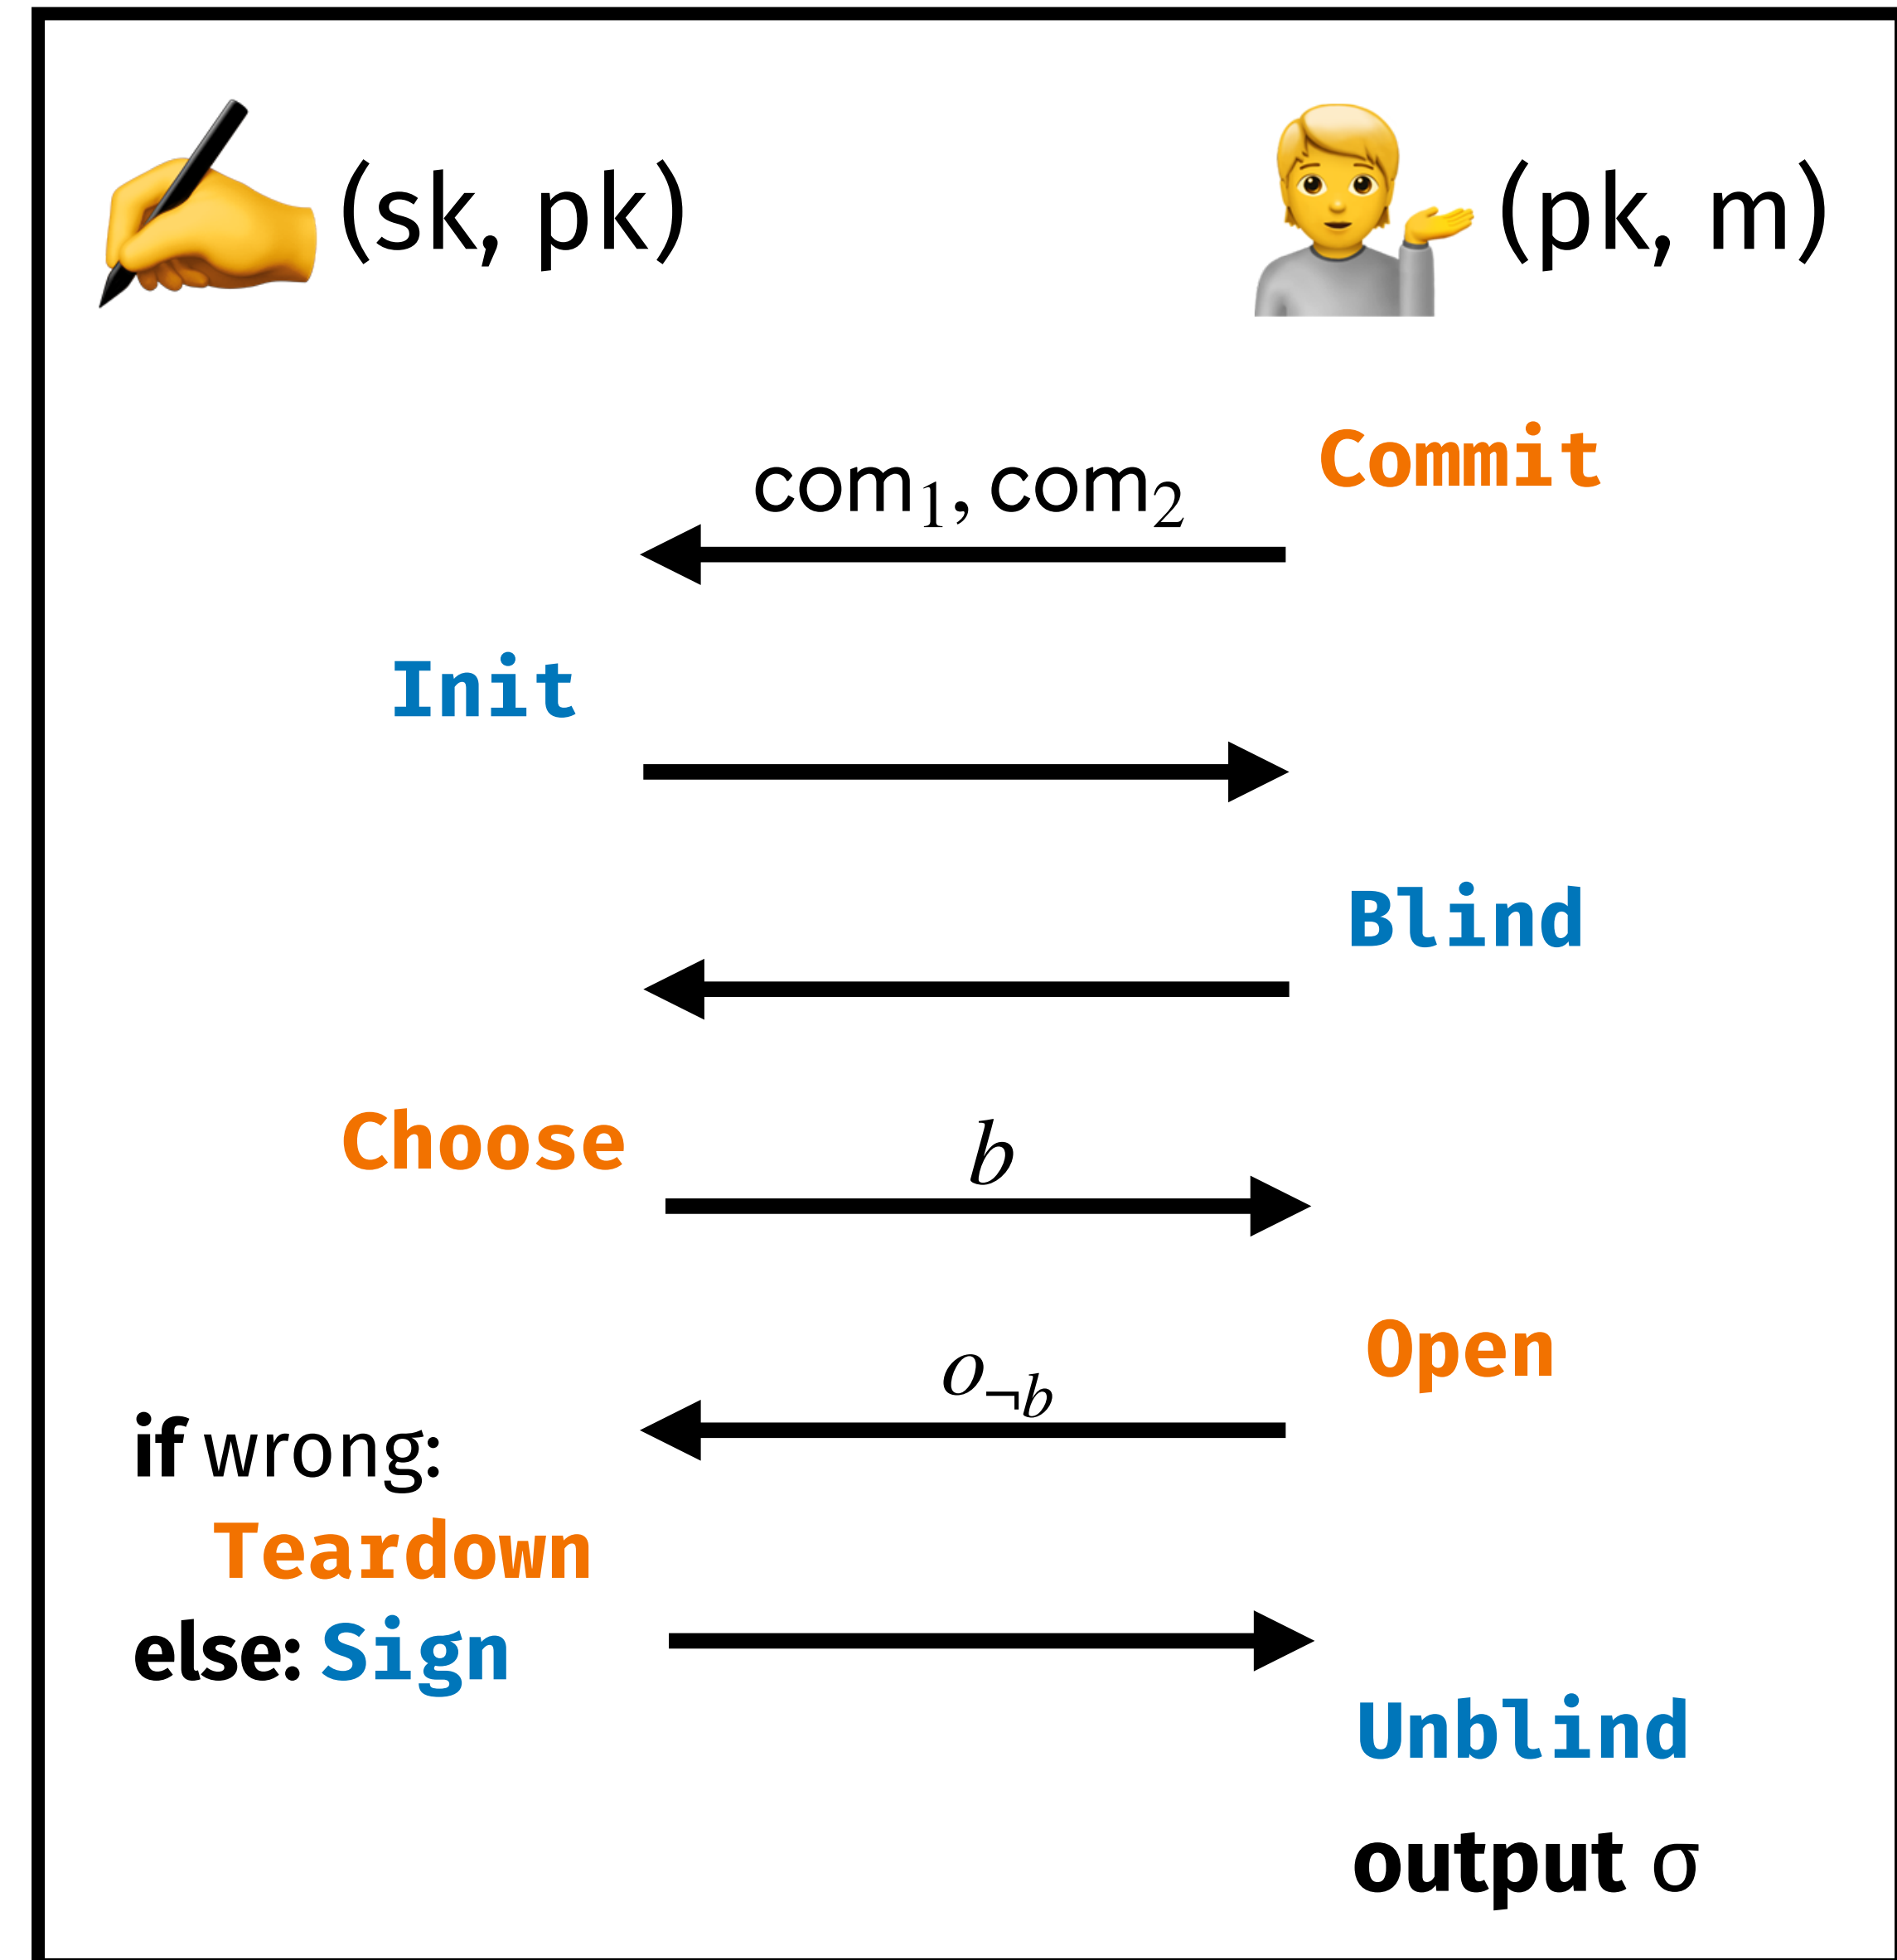 (sk, pk)
(pk, m)
Commit
com₁, com₂
Init
Blind
Choose
b
Open
o¬b
if wrong:
Teardown
else: Sign
Unblind
output σ